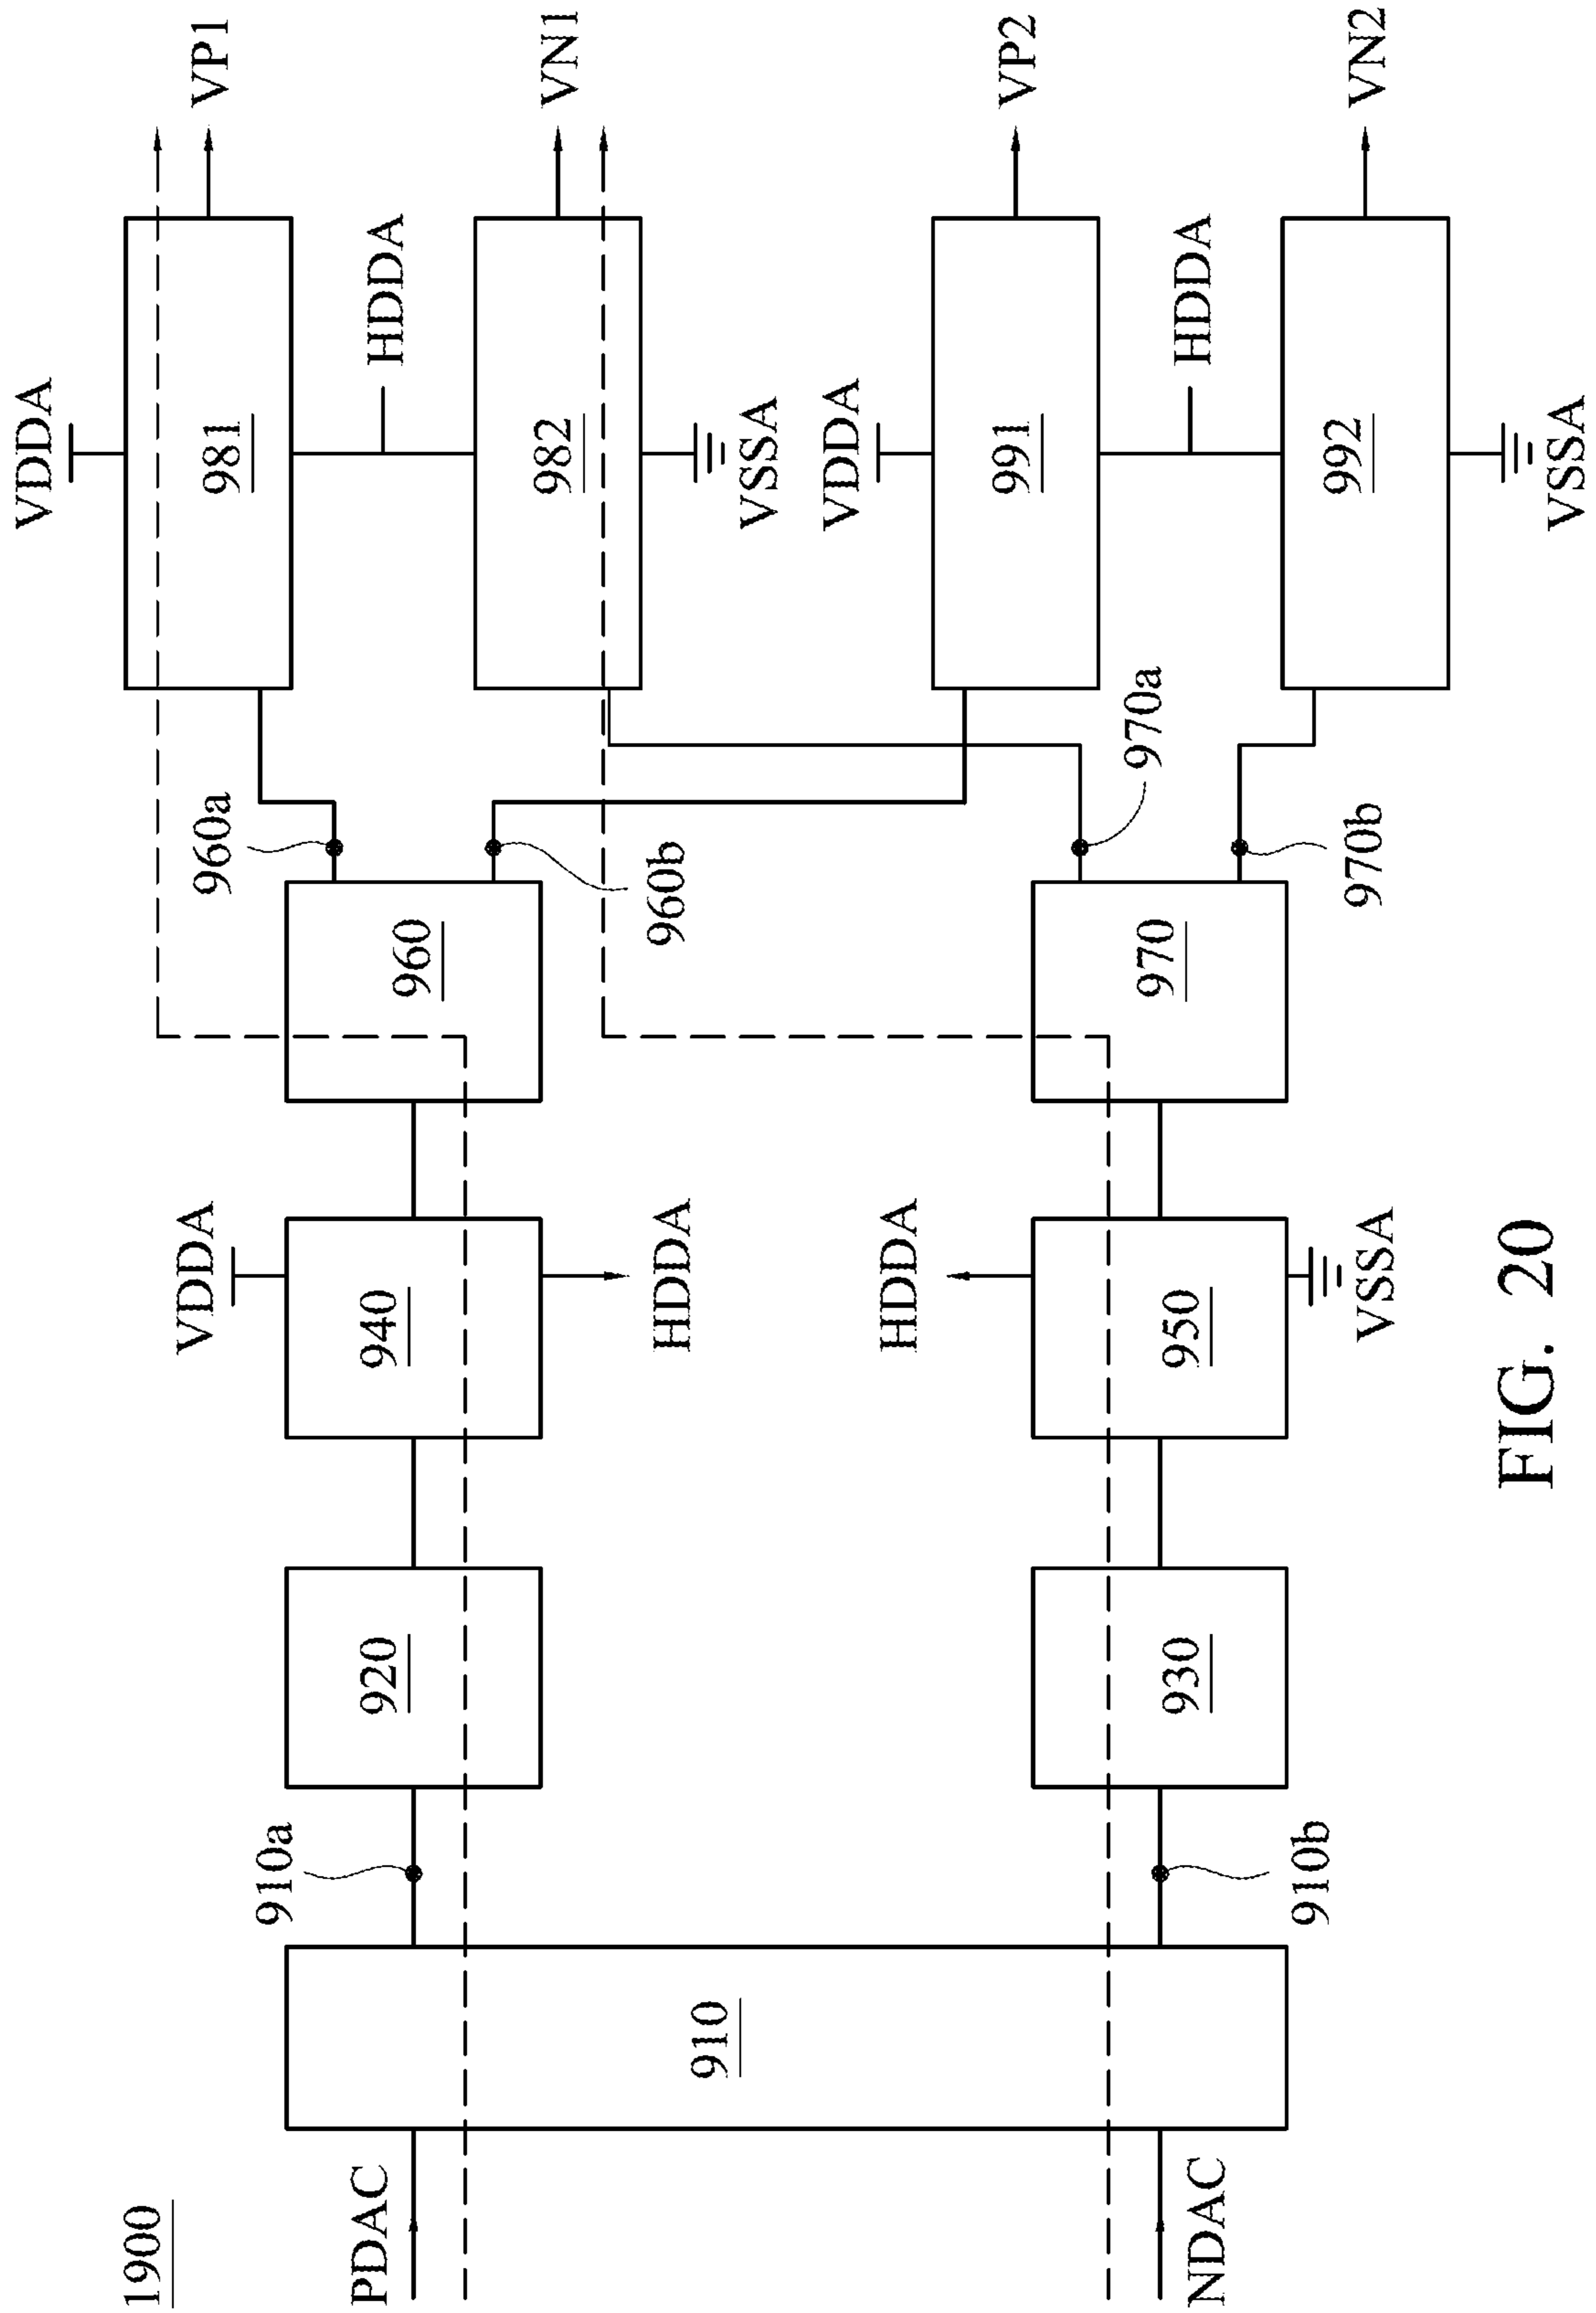 1900
PDAC
NDAC
910
910a
910b
920
930
VDDA
940
HDDA
HDDA
950
VSSA
960
960a
960b
970
970a
970b
VDDA
981
VP1
HDDA
982
VN1
VSSA
VDDA
991
VP2
HDDA
992
VN2
VSSA
FIG. 20